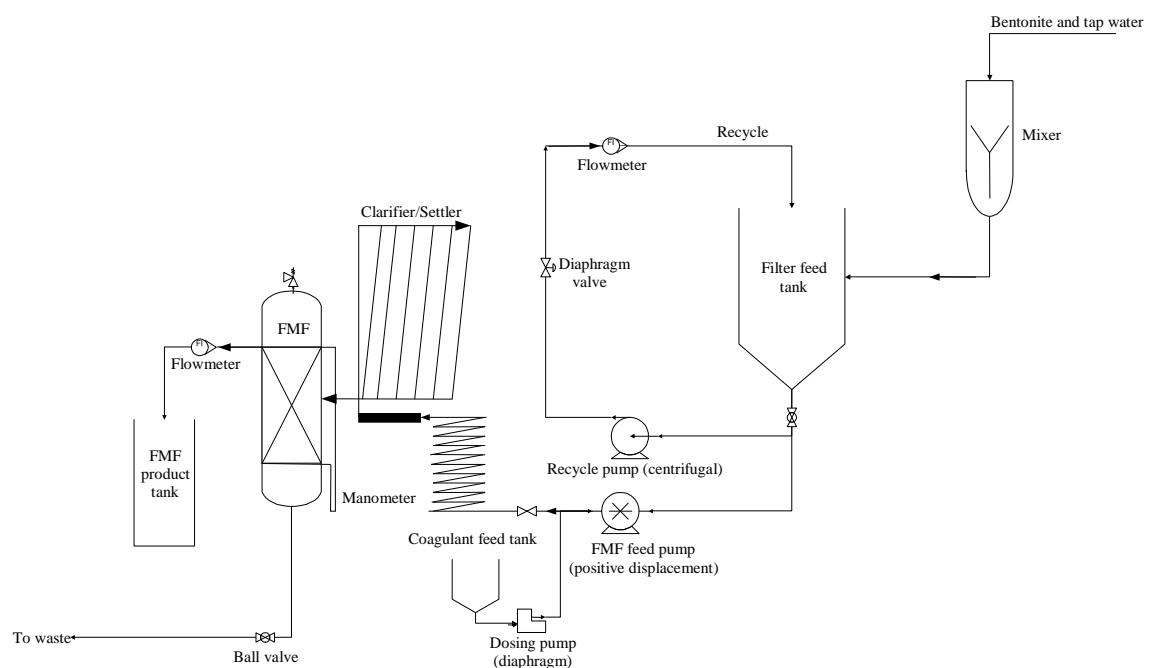 Bentonite and tap water
Mixer
Recycle
FI
Flowmeter
Clarifier/Settler
Diaphragm
valve
Filter feed
tank
FMF
FI
Flowmeter
FMF
product
tank
Manometer
Recycle pump (centrifugal)
Coagulant feed tank
FMF feed pump
(positive displacement)
To waste
Ball valve
Dosing pump
(diaphragm)